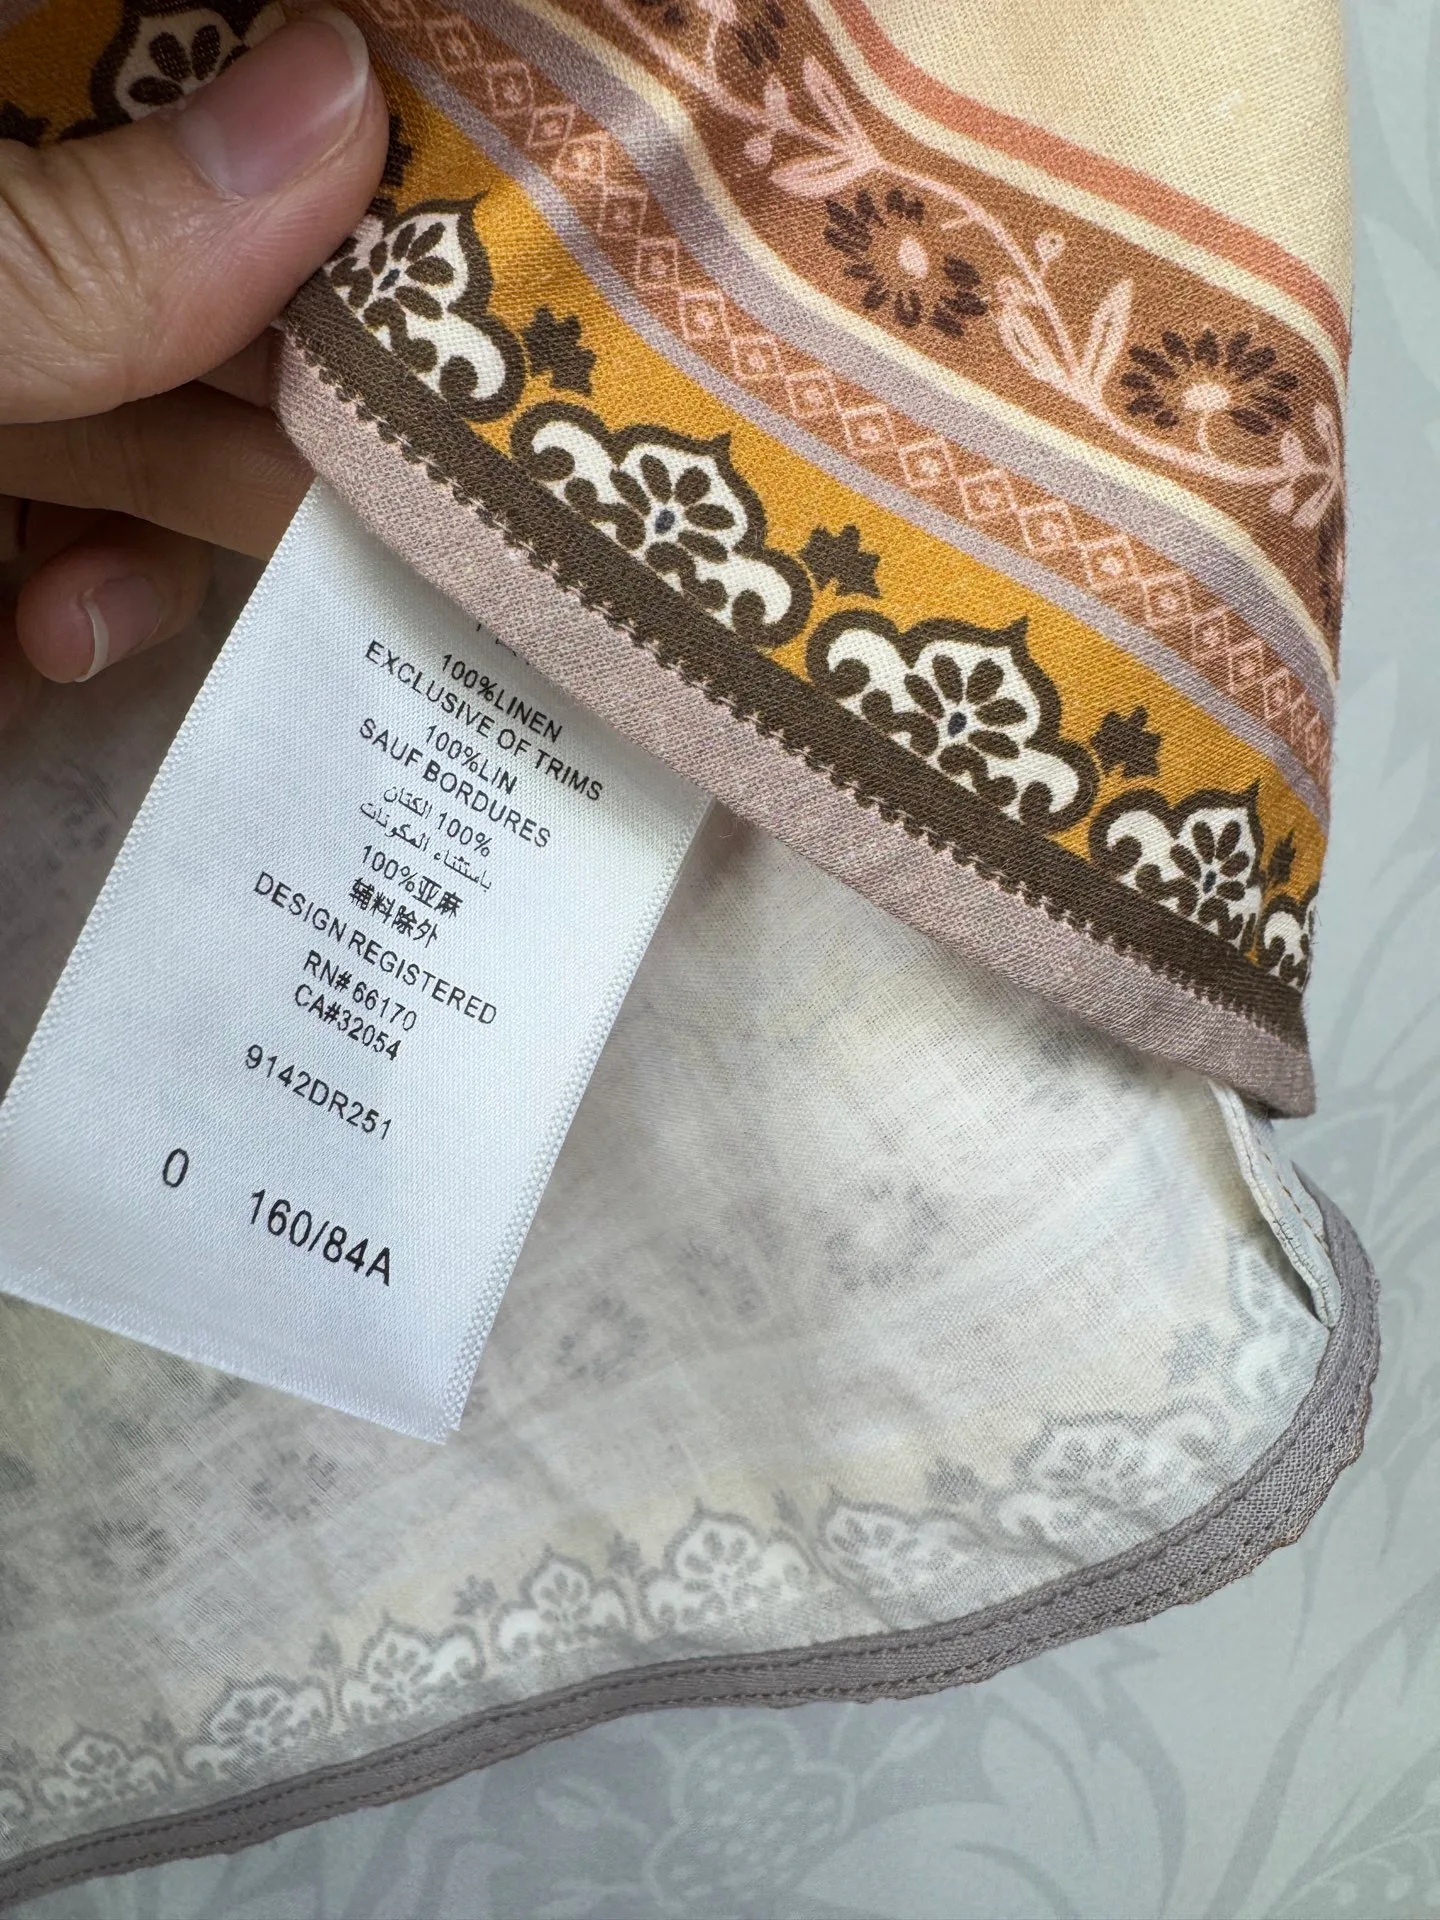 100%LINEN
EXCLUSIVE OF TRIMS
100%LIN
SAUF BORDURES
100% الكتان
باستثناء المكونات
100%亚麻
辅料除外
DESIGN REGISTERED
RN#66170
CA#32054
9142DR251
0 160/84A